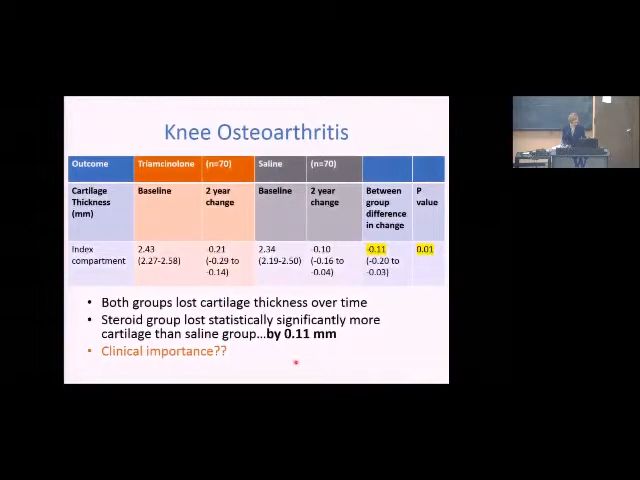 Knee Osteoarthritis
Outcome Triamcinolone (n=70) Saline (n=70)
Cartilage Thickness (mm) Baseline 2 year change Baseline 2 year change Between group difference in change P value
Index compartment 2.43 (2.27-2.58) -0.21 (-0.29 to -0.14) 2.34 (2.19-2.50) -0.10 (-0.16 to -0.04) -0.11 (-0.20 to -0.03) 0.01
• Both groups lost cartilage thickness over time
• Steroid group lost statistically significantly more
cartilage than saline group...by 0.11 mm
• Clinical importance??
W